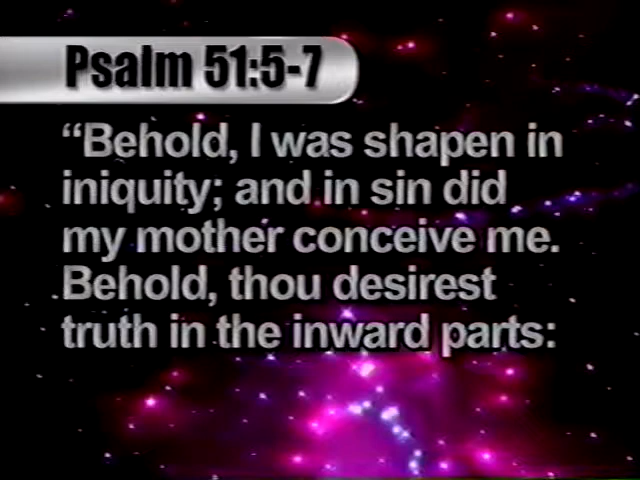 Psalm 51:5-7
“Behold, I was shapen in
iniquity; and in sin did
my mother conceive me.
Behold, thou desirest
truth in the inward parts: